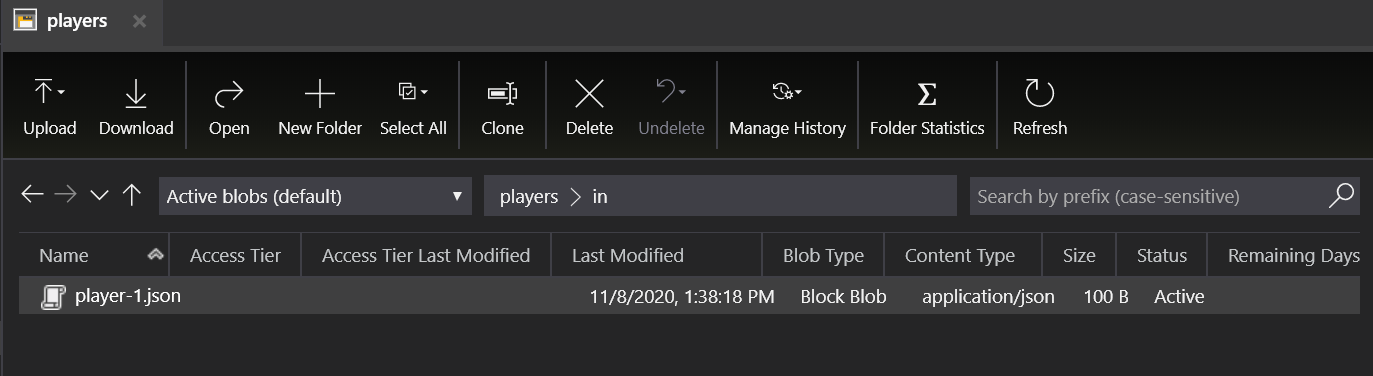 players
Upload Download Open New Folder Select All Clone Delete Undelete Manage History Folder Statistics Refresh
Active blobs (default) players in Search by prefix (case-sensitive)
Name Access Tier Access Tier Last Modified Last Modified Blob Type Content Type Size Status Remaining Days
player-1.json 11/8/2020, 1:38:18 PM Block Blob application/json 100 B Active